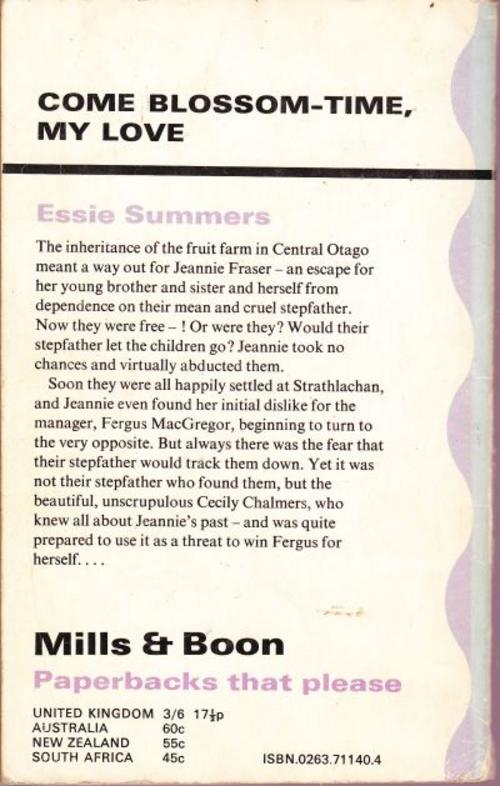 COME BLOSSOM-TIME,
MY LOVE
Essie Summers
The inheritance of the fruit farm in Central Otago
meant a way out for Jeannie Fraser – an escape for
her young brother and sister and herself from
dependence on their mean and cruel stepfather.
Now they were free – ! Or were they? Would their
stepfather let the children go? Jeannie took no
chances and virtually abducted them.
Soon they were all happily settled at Strathlachan,
and Jeannie even found her initial dislike for the
manager, Fergus MacGregor, beginning to turn to
the very opposite. But always there was the fear that
their stepfather would track them down. Yet it was
not their stepfather who found them, but the
beautiful, unscrupulous Cecily Chalmers, who
knew all about Jeannie's past – and was quite
prepared to use it as a threat to win Fergus for
herself....
Mills & Boon
Paperbacks that please
UNITED KINGDOM 3/6 17½p
AUSTRALIA 60c
NEW ZEALAND 55c
SOUTH AFRICA 45c ISBN.0263.71140.4